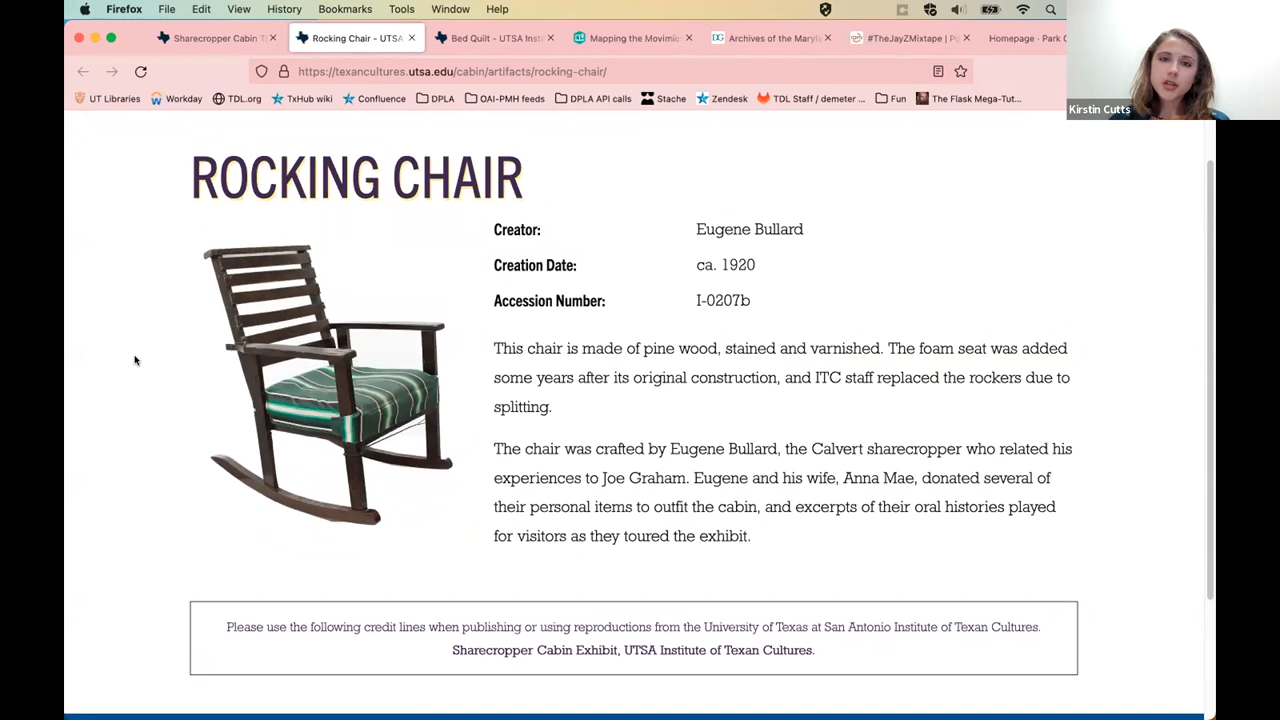 Firefox File Edit View History Bookmarks Tools Window Help
Sharecropper Cabin T
Rocking Chair - UTSA
Bed Quilt - UTSA Insti
Mapping the Movimie
Archives of the Maryl
#TheJayZMixtape | P
Homepage · Park C
https://texancultures.utsa.edu/cabin/artifacts/rocking-chair/
UT Libraries Workday TDL.org TxHub wiki Confluence DPLA OAI-PMH feeds DPLA API calls Stache Zendesk TDL Staff / demeter ... Fun The Flask Mega-Tut...
Kirstin Cutts
ROCKING CHAIR
Creator: Eugene Bullard
Creation Date: ca. 1920
Accession Number: I-0207b
This chair is made of pine wood, stained and varnished. The foam seat was added
some years after its original construction, and ITC staff replaced the rockers due to
splitting.
The chair was crafted by Eugene Bullard, the Calvert sharecropper who related his
experiences to Joe Graham. Eugene and his wife, Anna Mae, donated several of
their personal items to outfit the cabin, and excerpts of their oral histories played
for visitors as they toured the exhibit.
Please use the following credit lines when publishing or using reproductions from the University of Texas at San Antonio Institute of Texan Cultures.
Sharecropper Cabin Exhibit, UTSA Institute of Texan Cultures.